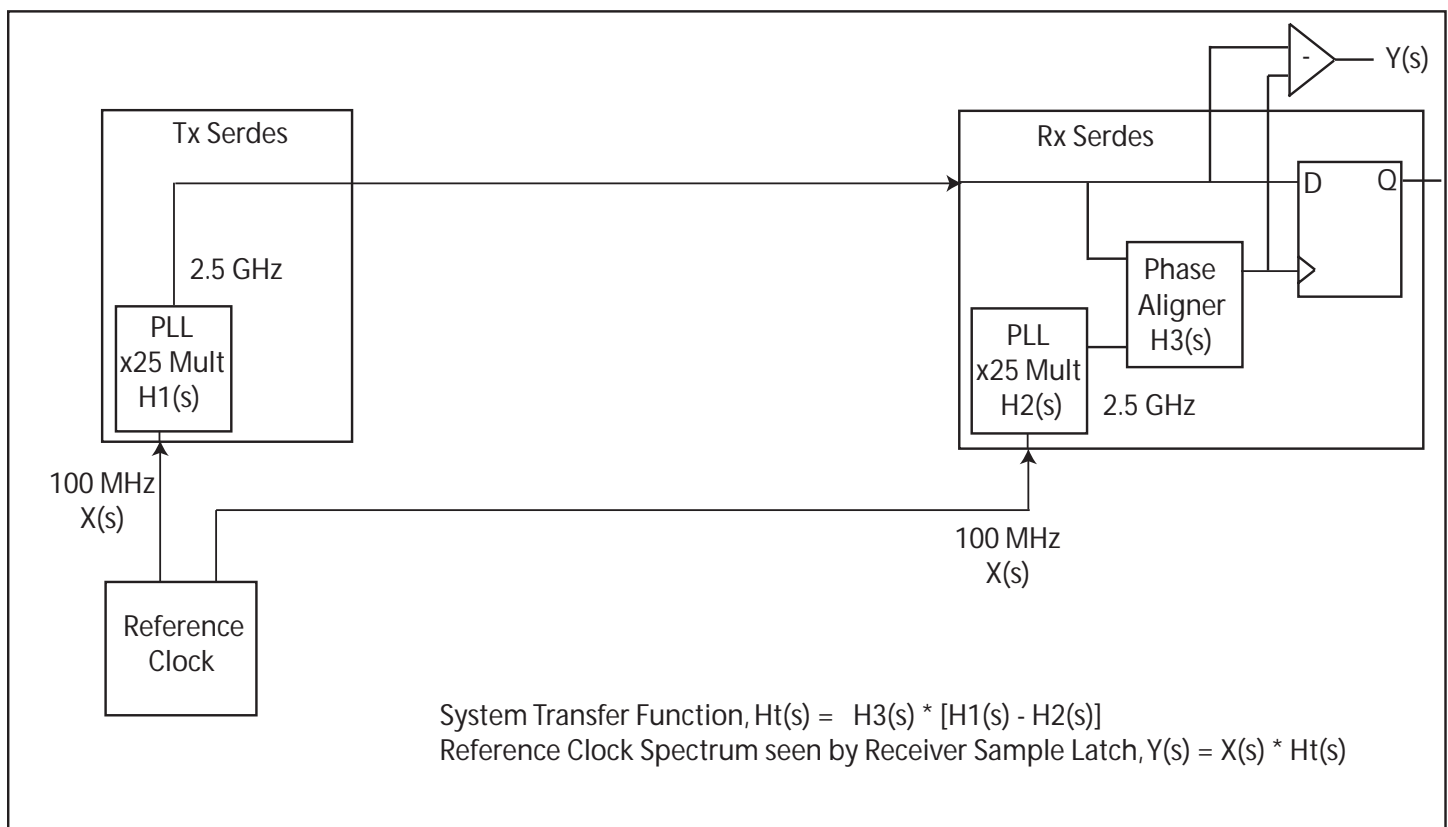 Y(s)
-
Tx Serdes
Rx Serdes
D
Q
2.5 GHz
Phase
Aligner
H3(s)
PLL
x25 Mult
H1(s)
PLL
x25 Mult
H2(s)
2.5 GHz
100 MHz
X(s)
100 MHz
X(s)
Reference
Clock
System Transfer Function, Ht(s) = H3(s) * [H1(s) - H2(s)]
Reference Clock Spectrum seen by Receiver Sample Latch, Y(s) = X(s) * Ht(s)